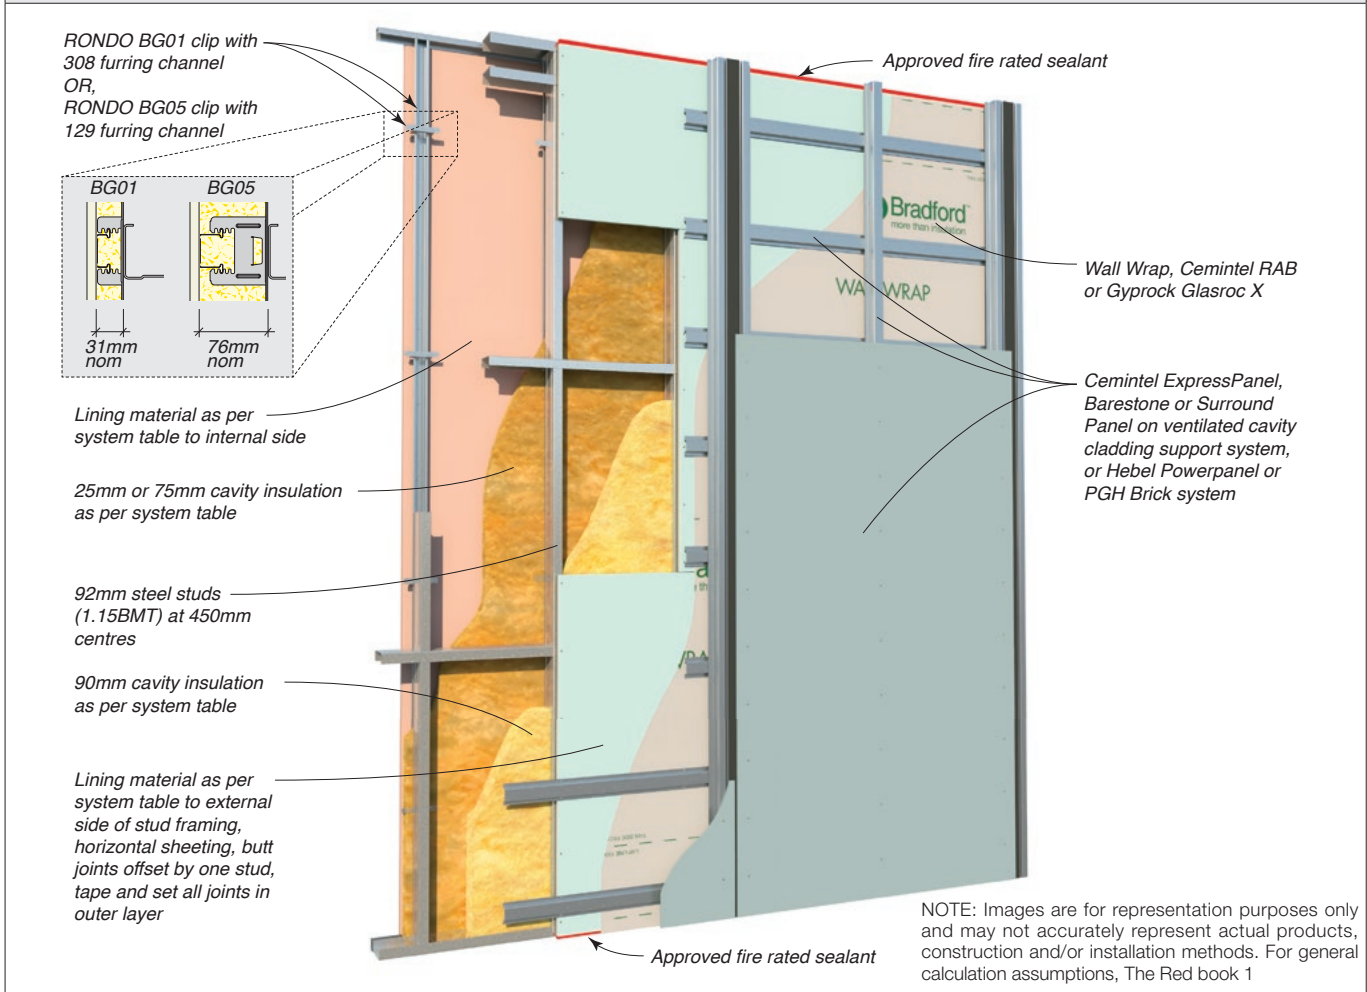 RONDO BG01 clip with
308 furring channel
OR,
RONDO BG05 clip with
129 furring channel
BG01
BG05
31mm
nom
76mm
nom
Lining material as per
system table to internal side
25mm or 75mm cavity insulation
as per system table
92mm steel studs
(1.15BMT) at 450mm
centres
90mm cavity insulation
as per system table
Lining material as per
system table to external
side of stud framing,
horizontal sheeting, butt
joints offset by one stud,
tape and set all joints in
outer layer
Approved fire rated sealant
Bradford™
more than insulation
WALL WRAP
Wall Wrap, Cemintel RAB
or Gyprock Glasroc X
Cemintel ExpressPanel,
Barestone or Surround
Panel on ventilated cavity
cladding support system,
or Hebel Powerpanel or
PGH Brick system
Approved fire rated sealant
NOTE: Images are for representation purposes only
and may not accurately represent actual products,
construction and/or installation methods. For general
calculation assumptions, The Red book 1